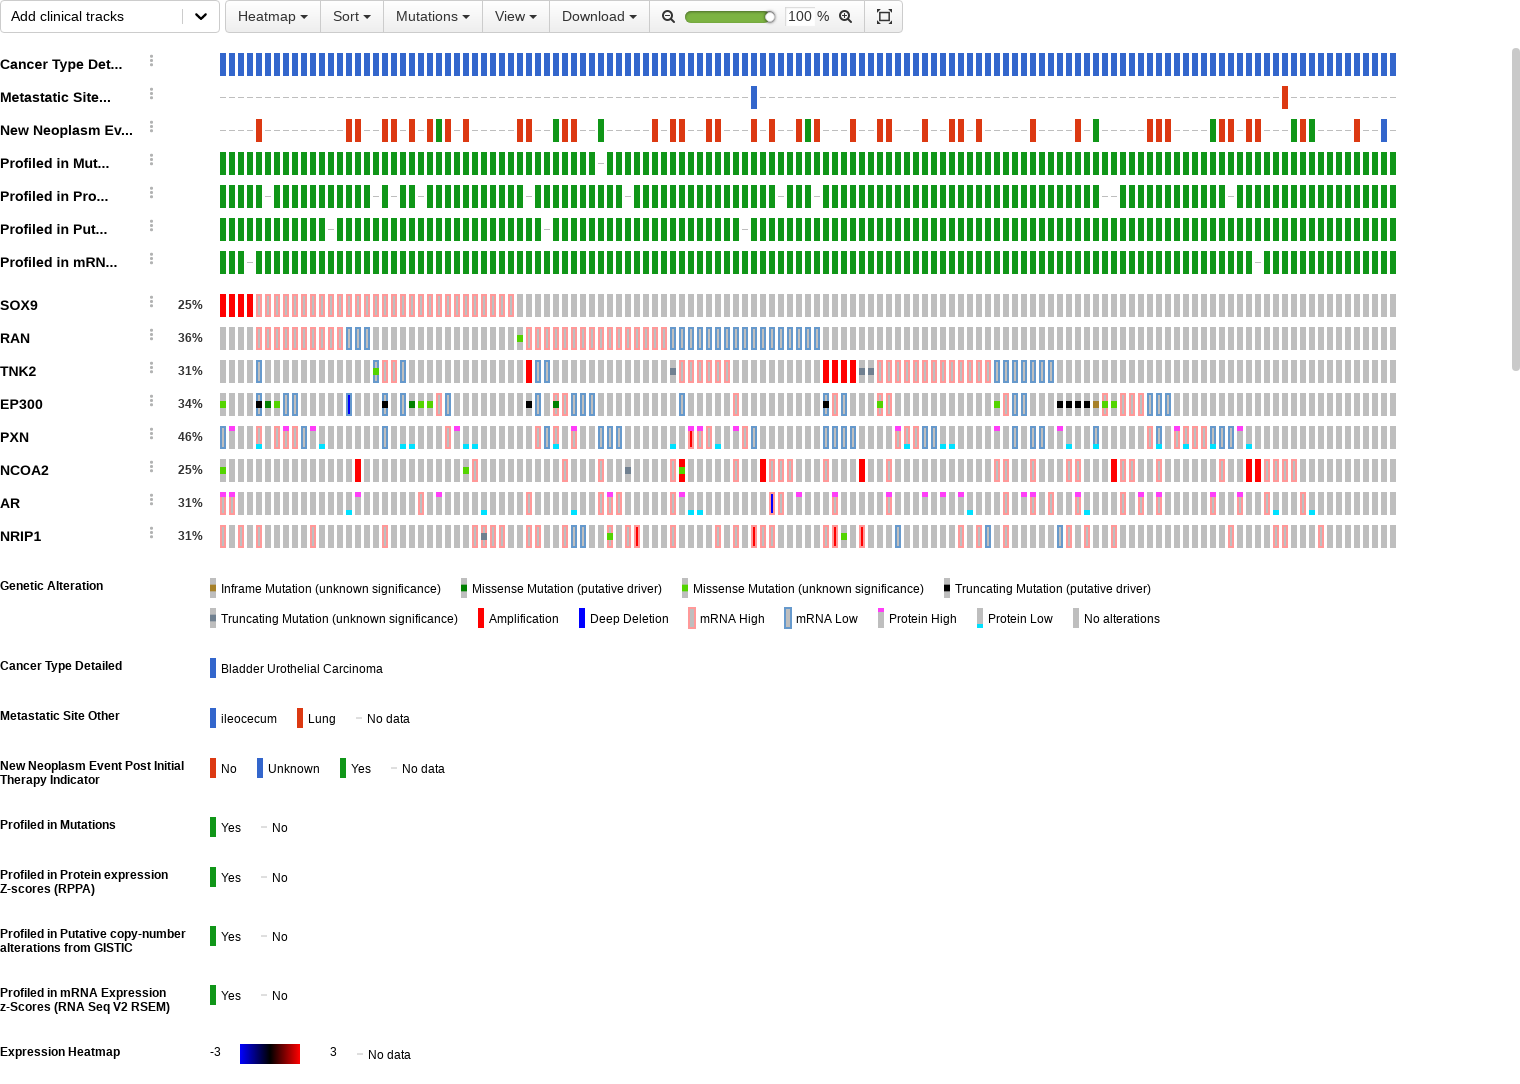 Add clinical tracks Heatmap Sort Mutations View Download 100 %
Cancer Type Det...
Metastatic Site...
New Neoplasm Ev...
Profiled in Mut...
Profiled in Pro...
Profiled in Put...
Profiled in mRN...
SOX9 25%
RAN 36%
TNK2 31%
EP300 34%
PXN 46%
NCOA2 25%
AR 31%
NRIP1 31%
Genetic Alteration Inframe Mutation (unknown significance) Missense Mutation (putative driver) Missense Mutation (unknown significance) Truncating Mutation (putative driver)
Truncating Mutation (unknown significance) Amplification Deep Deletion mRNA High mRNA Low Protein High Protein Low No alterations
Cancer Type Detailed Bladder Urothelial Carcinoma
Metastatic Site Other ileocecum Lung No data
New Neoplasm Event Post Initial
Therapy Indicator No Unknown Yes No data
Profiled in Mutations Yes No
Profiled in Protein expression
Z-scores (RPPA) Yes No
Profiled in Putative copy-number
alterations from GISTIC Yes No
Profiled in mRNA Expression
z-Scores (RNA Seq V2 RSEM) Yes No
Expression Heatmap -3 3 No data